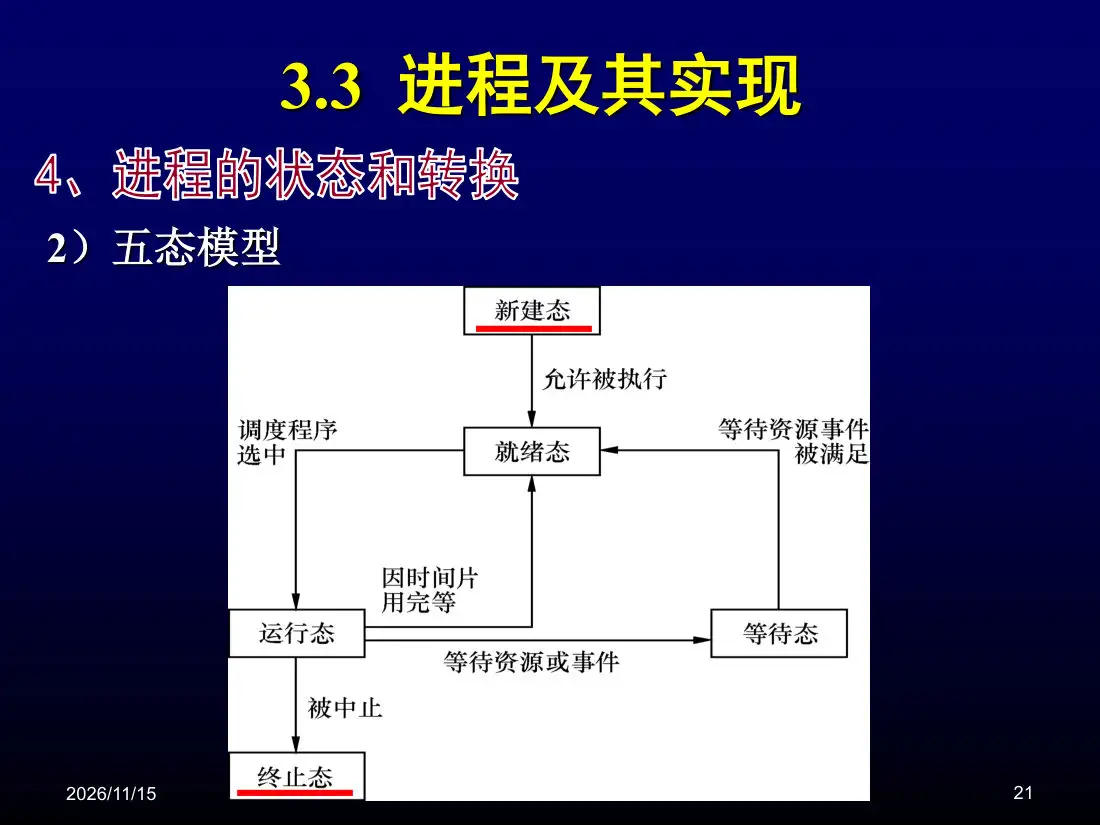 3.3 进程及其实现
4、进程的状态和转换
2）五态模型
新建态
允许被执行
调度程序
选中
就绪态
等待资源事件
被满足
因时间片
用完等
运行态
等待态
等待资源或事件
被中止
终止态
2026/11/15
21